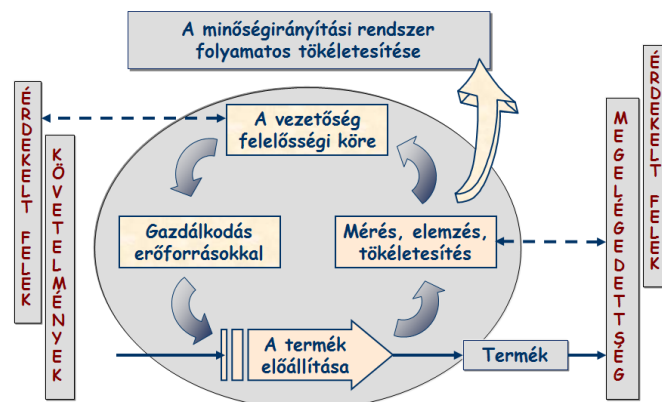 A minőségirányítási rendszer
folyamatos tökéletesítése
ÉRDEKELT FELEK
KÖVETELMÉNYEK
A vezetőség
felelősségi köre
Gazdálkodás
erőforrásokkal
Mérés, elemzés,
tökéletesítés
A termék
előállítása
Termék
MEGELÉGEDETTSÉG
ÉRDEKELT FELEK